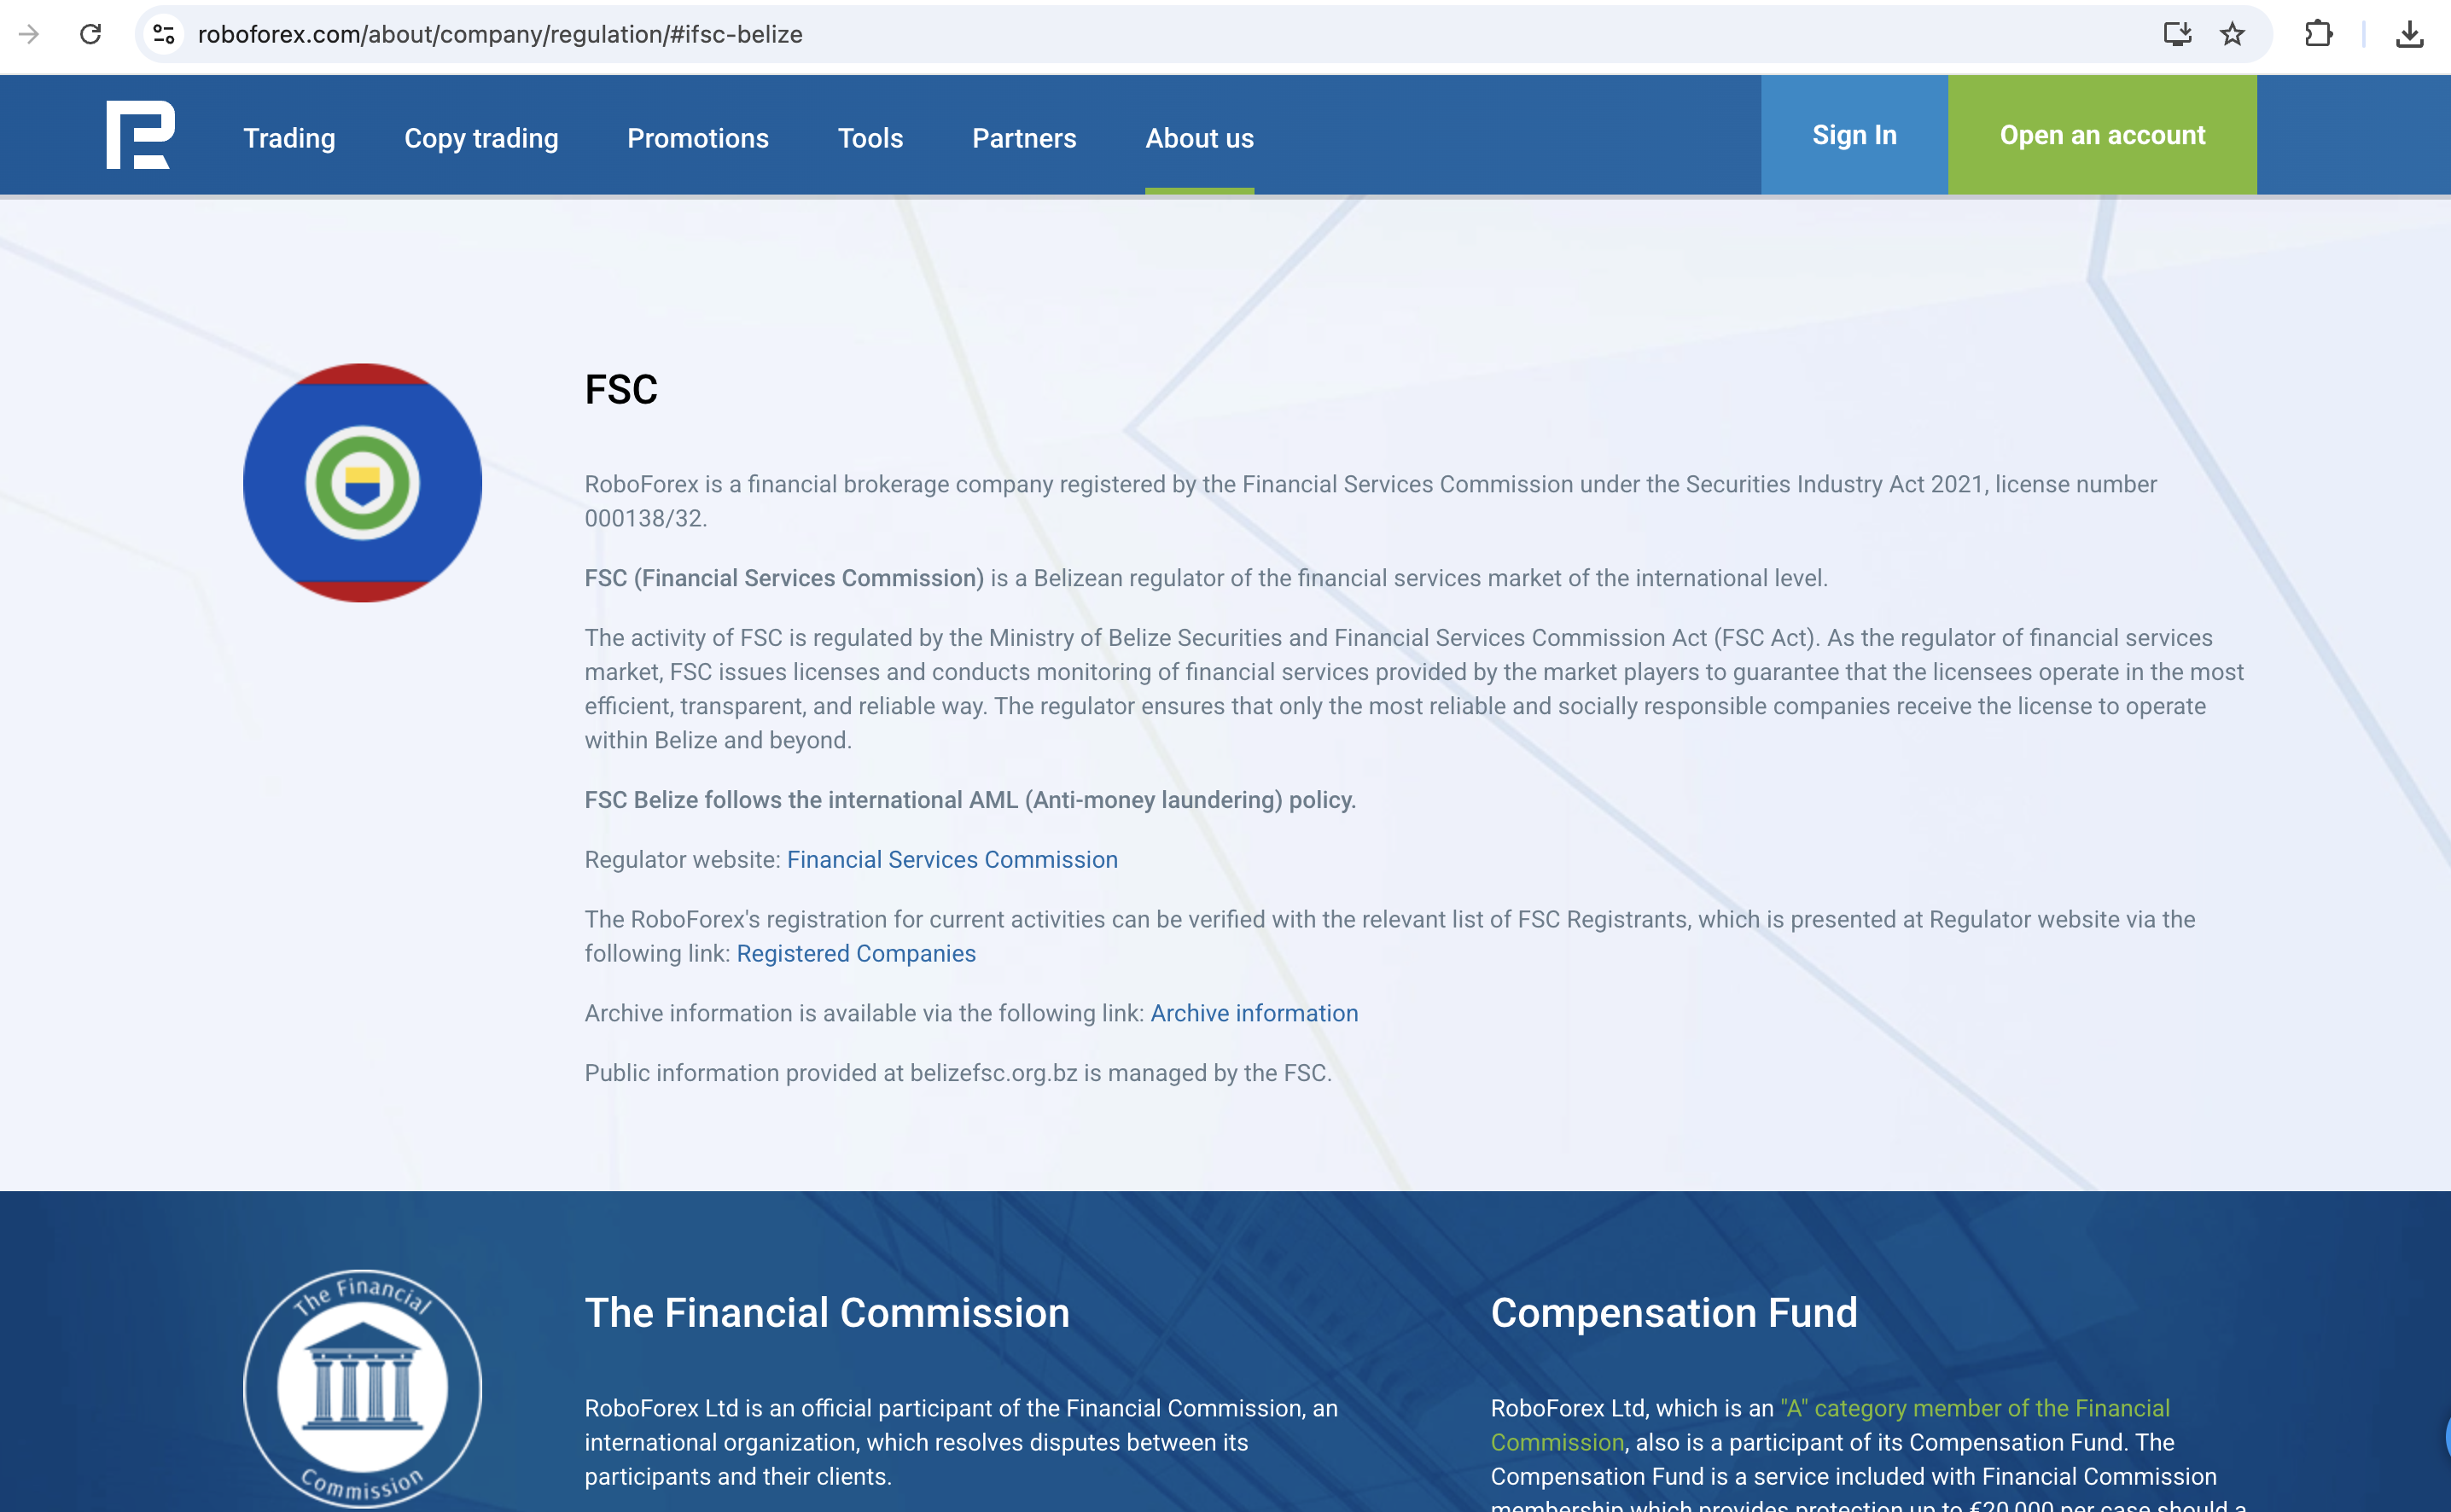 roboforex.com/about/company/regulation/#ifsc-belize
Trading
Copy trading
Promotions
Tools
Partners
About us
Sign In
Open an account
FSC
RoboForex is a financial brokerage company registered by the Financial Services Commission under the Securities Industry Act 2021, license number
000138/32.
FSC (Financial Services Commission) is a Belizean regulator of the financial services market of the international level.
The activity of FSC is regulated by the Ministry of Belize Securities and Financial Services Commission Act (FSC Act). As the regulator of financial services
market, FSC issues licenses and conducts monitoring of financial services provided by the market players to guarantee that the licensees operate in the most
efficient, transparent, and reliable way. The regulator ensures that only the most reliable and socially responsible companies receive the license to operate
within Belize and beyond.
FSC Belize follows the international AML (Anti-money laundering) policy.
Regulator website: Financial Services Commission
The RoboForex's registration for current activities can be verified with the relevant list of FSC Registrants, which is presented at Regulator website via the
following link: Registered Companies
Archive information is available via the following link: Archive information
Public information provided at belizefsc.org.bz is managed by the FSC.
The Financial
Commission
The Financial Commission
RoboForex Ltd is an official participant of the Financial Commission, an
international organization, which resolves disputes between its
participants and their clients.
Compensation Fund
RoboForex Ltd, which is an "A" category member of the Financial
Commission, also is a participant of its Compensation Fund. The
Compensation Fund is a service included with Financial Commission
membership which provides protection up to €20,000 per case should a